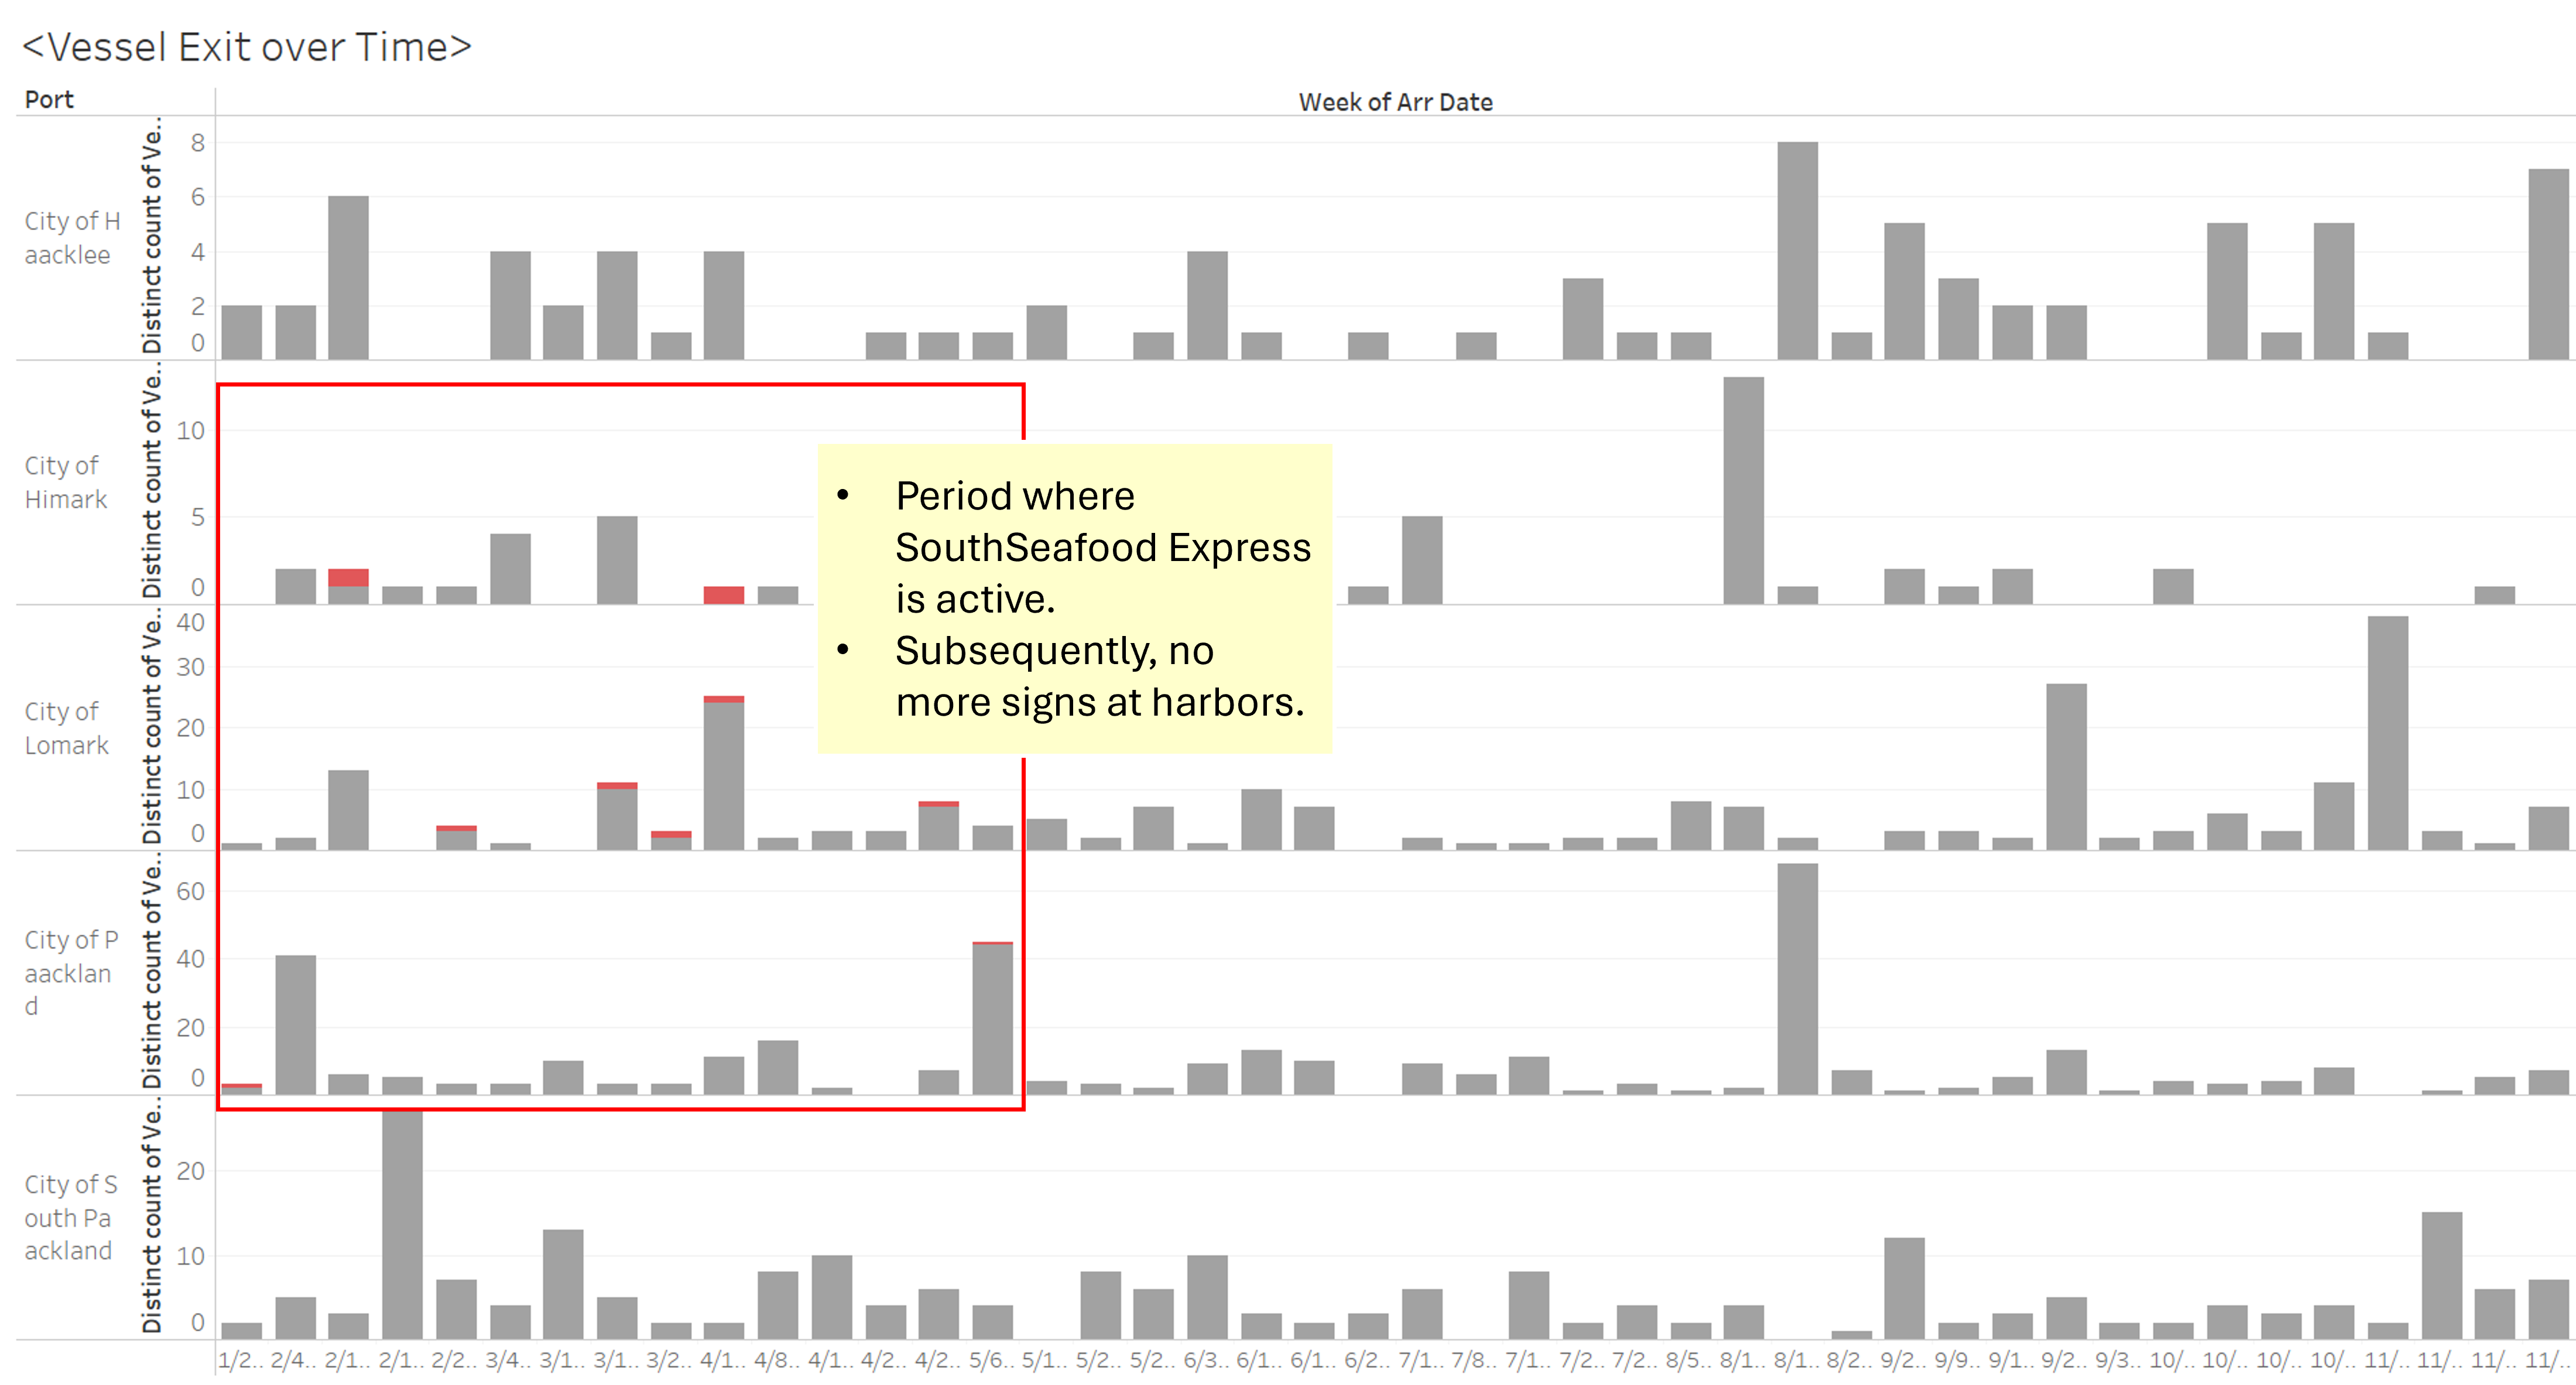 <Vessel Exit over Time>
Port
Week of Arr Date
City of H
aacklee
Distinct count of Ve..
8
6
4
2
0
City of
Himark
Distinct count of Ve..
10
5
0
• Period where
SouthSeafood Express
is active.
• Subsequently, no
more signs at harbors.
City of
Lomark
Distinct count of Ve..
40
30
20
10
0
City of P
aacklan
d
Distinct count of Ve..
60
40
20
0
City of S
outh Pa
ackland
Distinct count of Ve..
20
10
0
1/2.. 2/4.. 2/1.. 2/1.. 2/2.. 3/4.. 3/1.. 3/1.. 3/2.. 4/1.. 4/8.. 4/1.. 4/2.. 4/2.. 5/6.. 5/1.. 5/2.. 5/2.. 6/3.. 6/1.. 6/1.. 6/2.. 7/1.. 7/8.. 7/1.. 7/2.. 7/2.. 8/5.. 8/1.. 8/1.. 8/2.. 9/2.. 9/9.. 9/1.. 9/2.. 9/3.. 10/.. 10/.. 10/.. 10/.. 11/.. 11/.. 11/.. 11/..